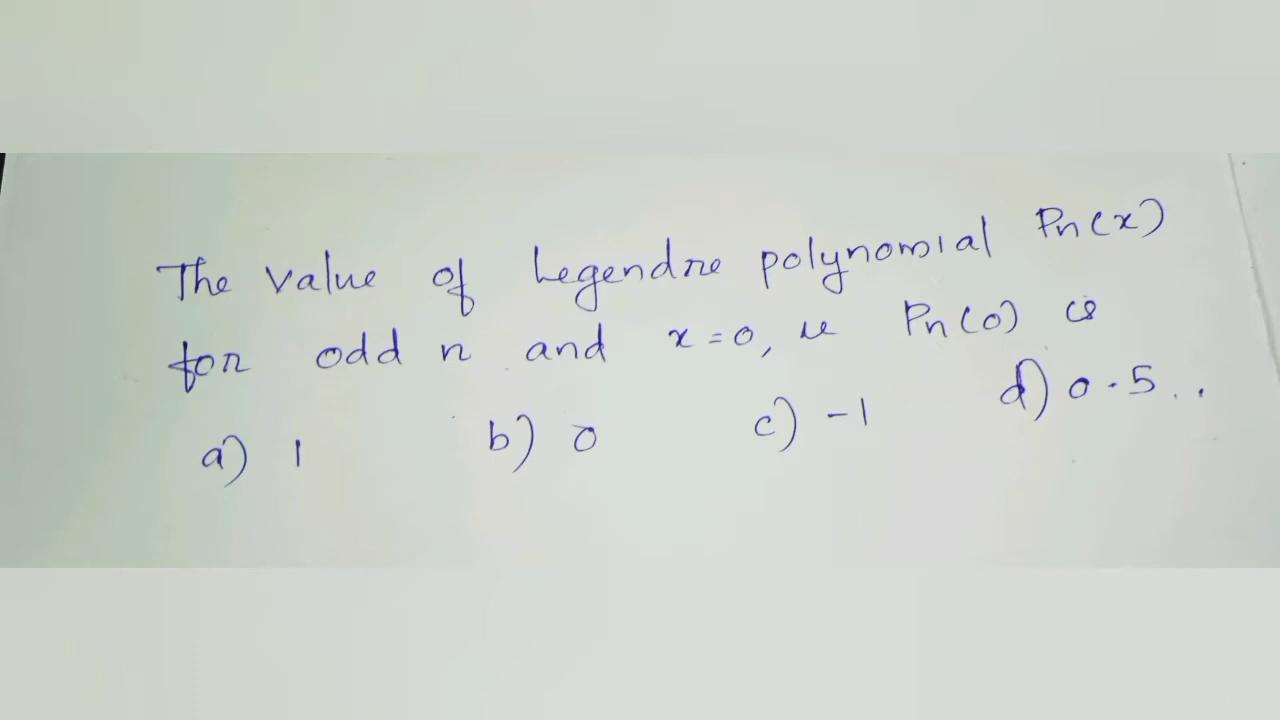 The value of Legendre polynomial Pn(x)
for odd n and x=0, ie Pn(0) is
a) 1 b) 0 c) -1 d) 0.5..